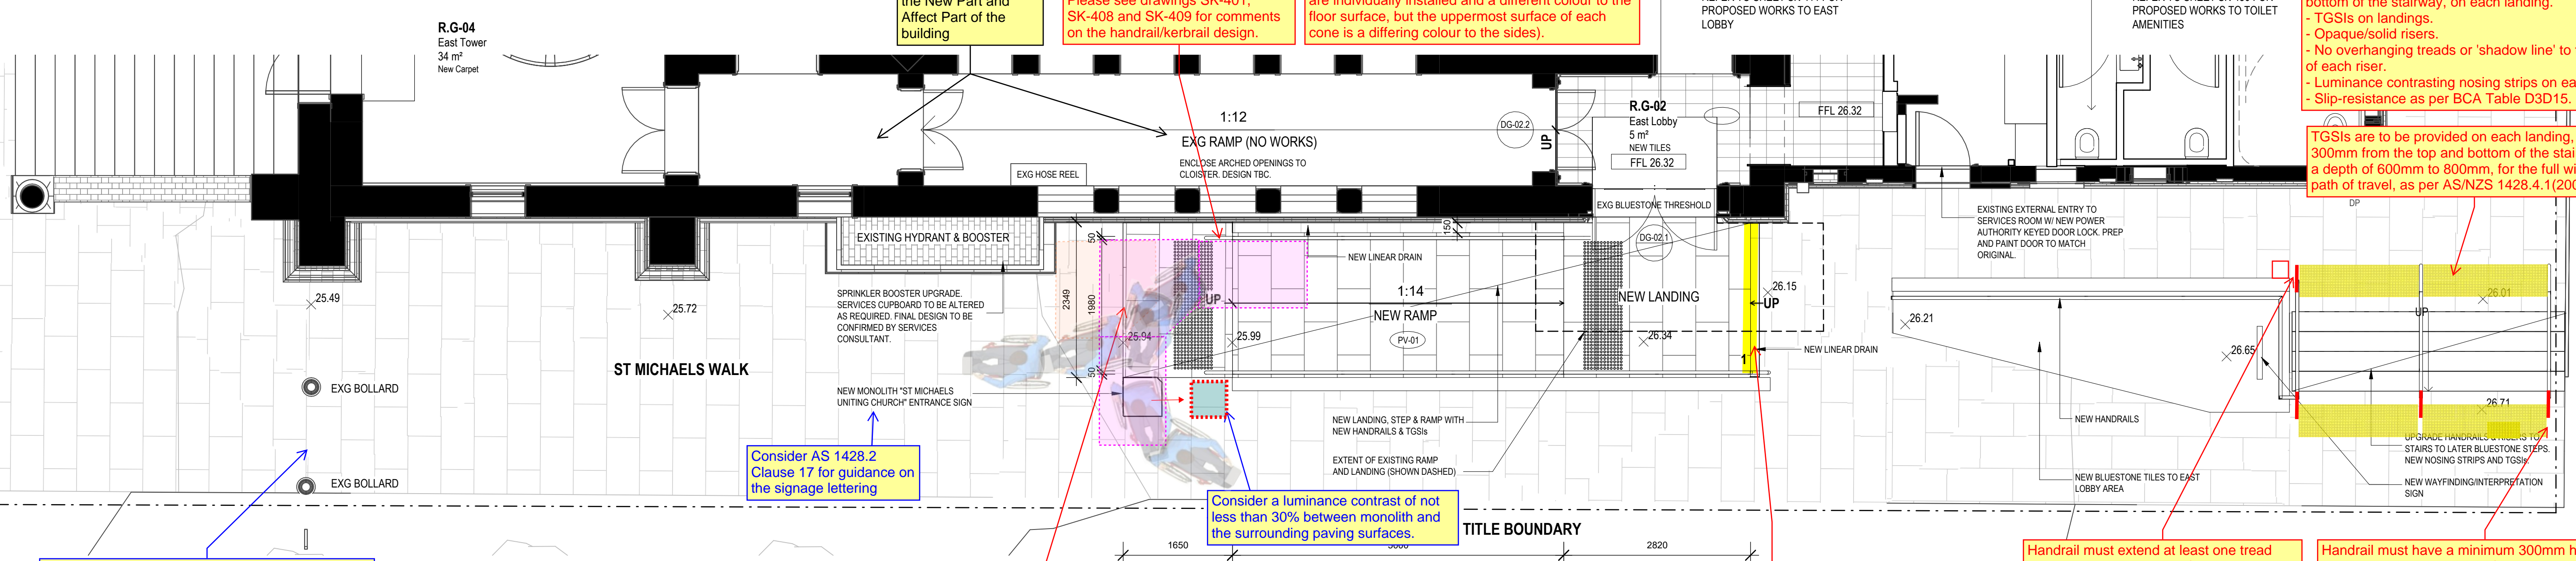 the New Part and
Affect Part of the
building
Please see drawings SK-401,
SK-408 and SK-409 for comments
on the handrail/kerbrail design.
are individually installed and a different colour to the
floor surface, but the uppermost surface of each
cone is a differing colour to the sides).
PROPOSED WORKS TO EAST
LOBBY
PROPOSED WORKS TO TOILET
AMENITIES
bottom of the stairway, on each landing.
- TGSIs on landings.
- Opaque/solid risers.
- No overhanging treads or 'shadow line' to
of each riser.
- Luminance contrasting nosing strips on ea
- Slip-resistance as per BCA Table D3D15.
TGSIs are to be provided on each landing,
300mm from the top and bottom of the stai
a depth of 600mm to 800mm, for the full wi
path of travel, as per AS/NZS 1428.4.1(200
R.G-04
East Tower
34 m²
New Carpet
1:12
EXG RAMP (NO WORKS)
ENCLOSE ARCHED OPENINGS TO
CLOISTER. DESIGN TBC.
EXG HOSE REEL
DG-02.2
UP
R.G-02
East Lobby
5 m²
NEW TILES
FFL 26.32
FFL 26.32
EXG BLUESTONE THRESHOLD
DG-02.1
EXISTING EXTERNAL ENTRY TO
SERVICES ROOM W/ NEW POWER
AUTHORITY KEYED DOOR LOCK. PREP
AND PAINT DOOR TO MATCH
ORIGINAL.
DP
EXISTING HYDRANT & BOOSTER
SPRINKLER BOOSTER UPGRADE.
SERVICES CUPBOARD TO BE ALTERED
AS REQUIRED. FINAL DESIGN TO BE
CONFIRMED BY SERVICES
CONSULTANT.
50
2349
1980
50
150
NEW LINEAR DRAIN
UP
1:14
NEW RAMP
PV-01
NEW LANDING
26.15
UP
25.49
25.72
25.94
25.99
26.34
1
NEW LINEAR DRAIN
26.21
26.65
26.01
UP
26.71
ST MICHAELS WALK
EXG BOLLARD
EXG BOLLARD
NEW MONOLITH "ST MICHAELS
UNITING CHURCH" ENTRANCE SIGN
Consider AS 1428.2
Clause 17 for guidance on
the signage lettering
Consider a luminance contrast of not
less than 30% between monolith and
the surrounding paving surfaces.
NEW LANDING, STEP & RAMP WITH
NEW HANDRAILS & TGSIs
EXTENT OF EXISTING RAMP
AND LANDING (SHOWN DASHED)
NEW HANDRAILS
NEW BLUESTONE TILES TO EAST
LOBBY AREA
UPGRADE HANDRAILS & RISERS TO
STAIRS TO LATER BLUESTONE STEPS.
NEW NOSING STRIPS AND TGSIs.
NEW WAYFINDING/INTERPRETATION
SIGN
TITLE BOUNDARY
1650
2820
Handrail must extend at least one tread
Handrail must have a minimum 300mm h